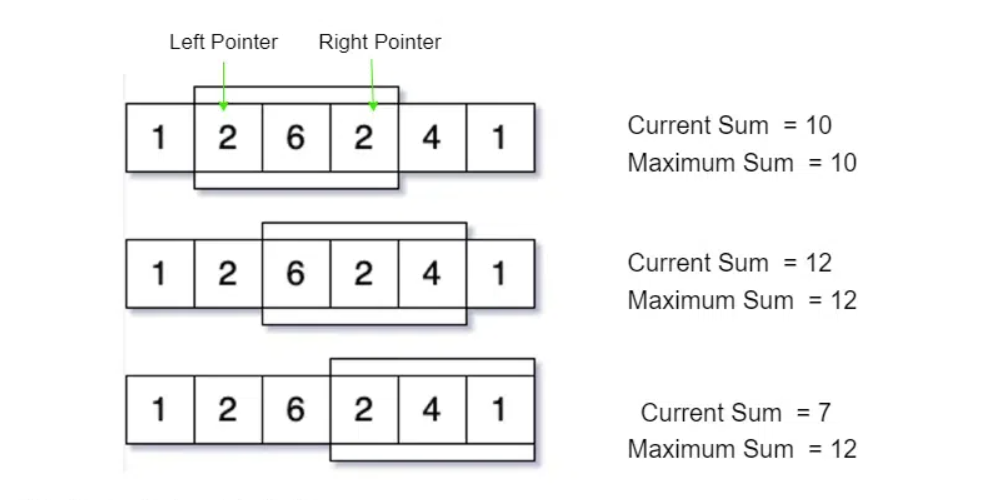 Left Pointer Right Pointer
1 2 6 2 4 1
Current Sum = 10
Maximum Sum = 10
1 2 6 2 4 1
Current Sum = 12
Maximum Sum = 12
1 2 6 2 4 1
Current Sum = 7
Maximum Sum = 12